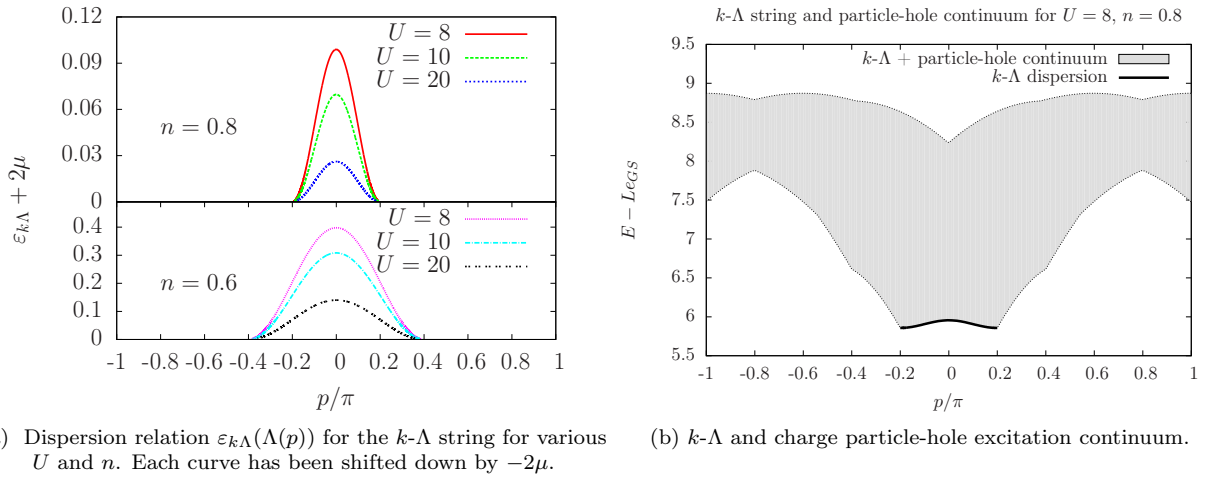 0.12
0.09
0.06
0.03
0
n = 0.8
U = 8
U = 10
U = 20
0.4
0.3
0.2
0.1
0
n = 0.6
U = 8
U = 10
U = 20
-1 -0.8 -0.6 -0.4 -0.2 0 0.2 0.4 0.6 0.8 1
p/π
ε_{kΛ} + 2μ
) Dispersion relation ε_{kΛ}(Λ(p)) for the k-Λ string for various
U and n. Each curve has been shifted down by −2μ.
k-Λ string and particle-hole continuum for U = 8, n = 0.8
9.5
9
8.5
8
7.5
7
6.5
6
5.5
k-Λ + particle-hole continuum
k-Λ dispersion
E − Le_{GS}
-1 -0.8 -0.6 -0.4 -0.2 0 0.2 0.4 0.6 0.8 1
p/π
(b) k-Λ and charge particle-hole excitation continuum.